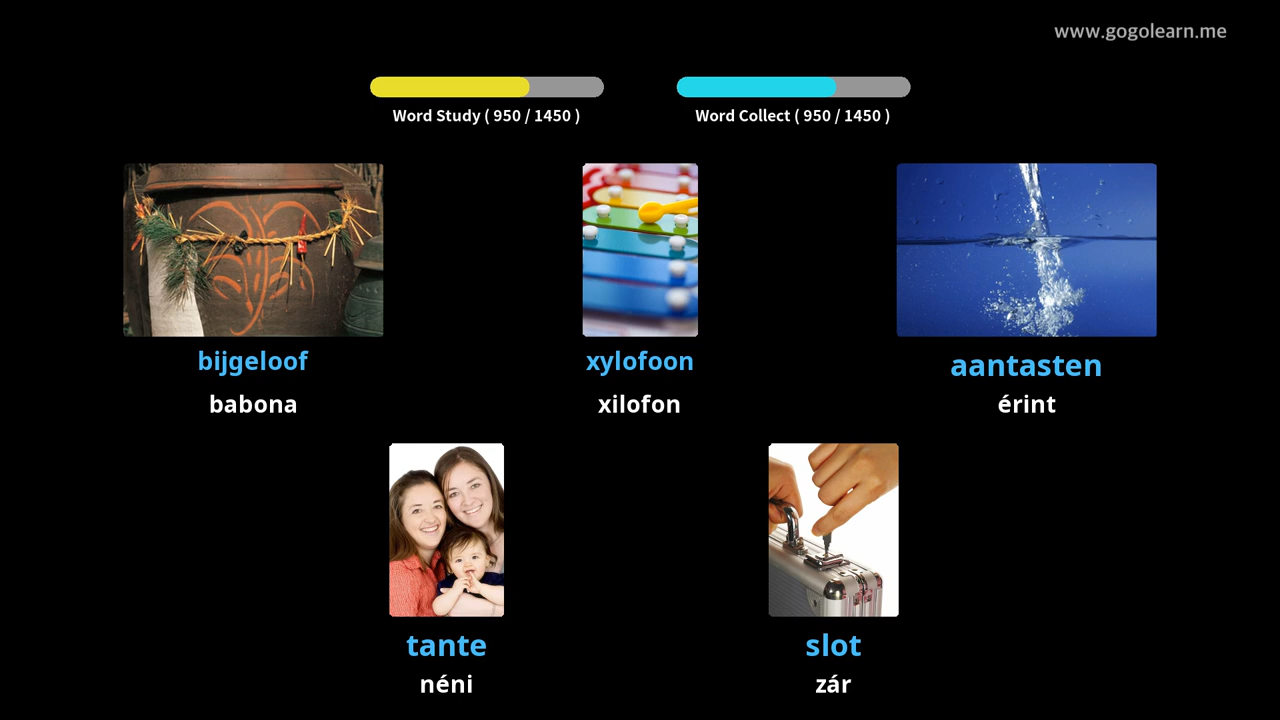 www.gogolearn.me
Word Study ( 950 / 1450 )
Word Collect ( 950 / 1450 )
bijgeloof
babona
xylofoon
xilofon
aantasten
érint
tante
néni
slot
zár